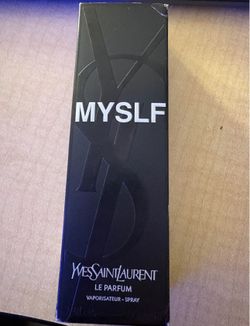 MYSLF
YVESSAINTLAURENT
LE PARFUM
VAPORISATEUR • SPRAY